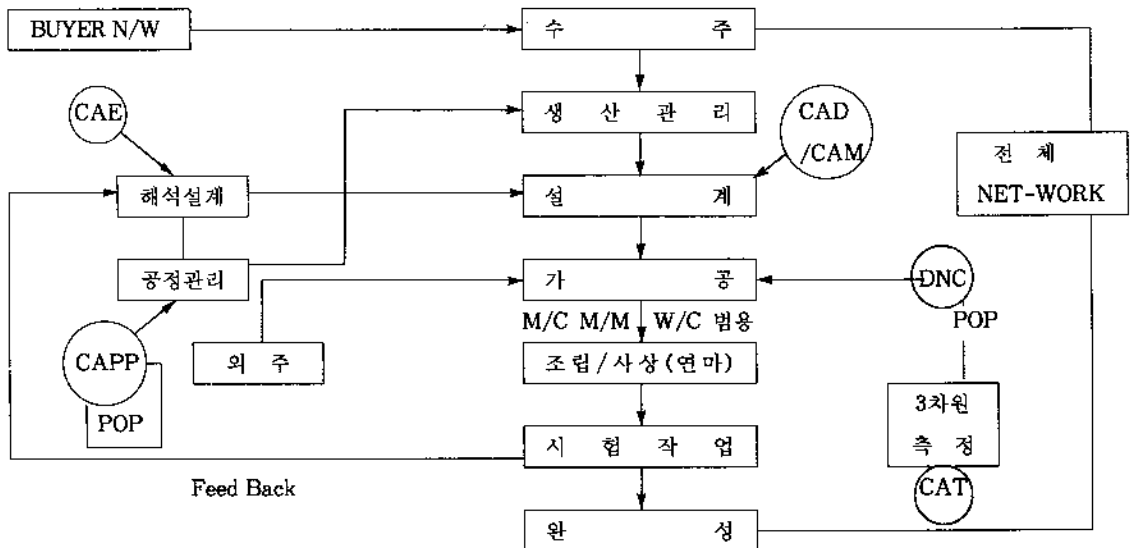 BUYER N/W
수 주
CAE
생 산 관 리
CAD
/CAM
전 체
NET-WORK
해석설계
설 계
공정관리
가 공
DNC
POP
M/C M/M W/C 범용
CAPP
POP
외 주
조립/사상(연마)
3차원
측 정
CAT
시 험 작 업
Feed Back
완 성